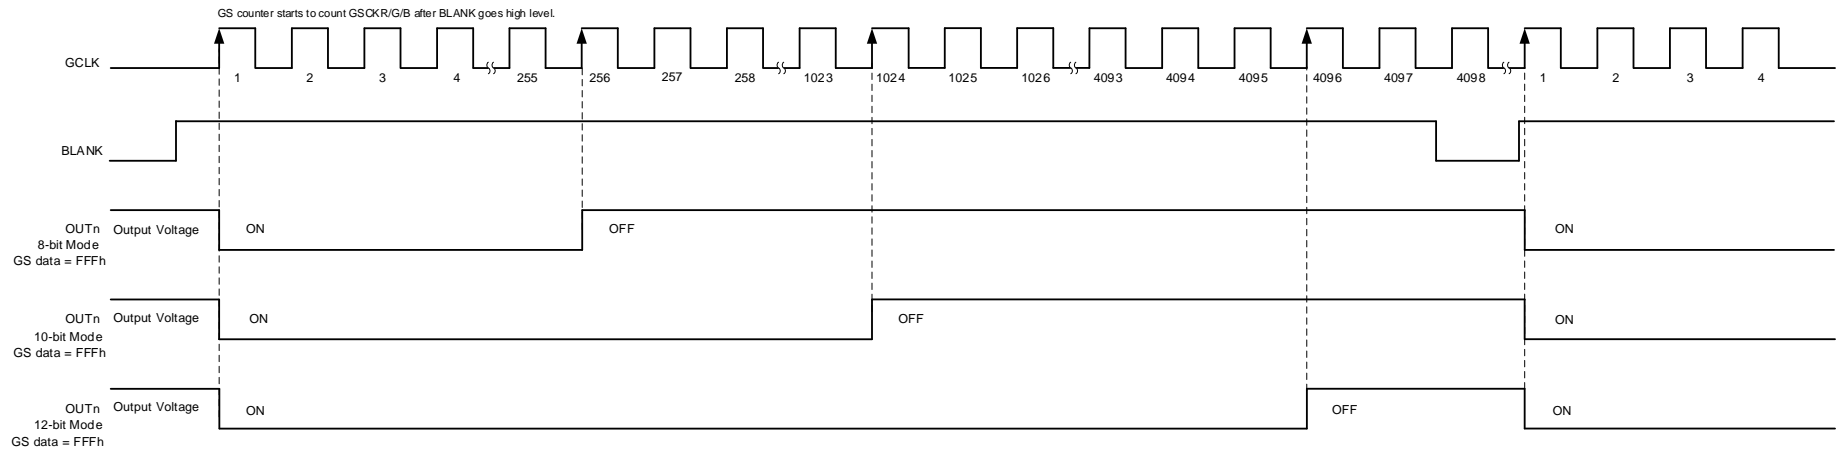 GS counter starts to count GSCKR/G/B after BLANK goes high level.
GCLK
1 2 3 4 255 256 257 258 1023 1024 1025 1026 4093 4094 4095 4096 4097 4098 1 2 3 4
BLANK
OUTn
8-bit Mode
GS data = FFFh
Output Voltage
ON
OFF
ON
OUTn
10-bit Mode
GS data = FFFh
Output Voltage
ON
OFF
ON
OUTn
12-bit Mode
GS data = FFFh
Output Voltage
ON
OFF
ON